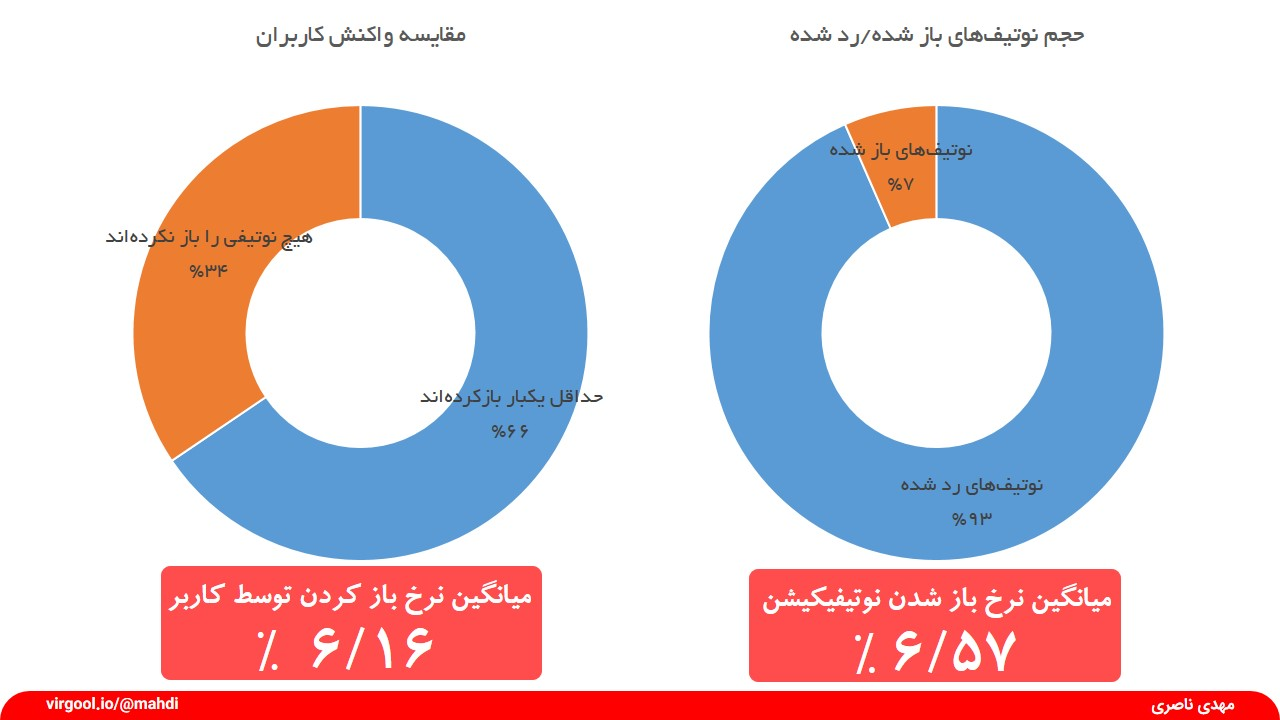 حجم نوتیف‌های باز شده/رد شده
نوتیف‌های باز شده
%۷
نوتیف‌های رد شده
%۹۳
میانگین نرخ باز شدن نوتیفیکیشن
۶/۵۷ ٪
مقایسه واکنش کاربران
هیچ نوتیفی را باز نکرده‌اند
%۳۴
حداقل یکبار بازکرده‌اند
%۶۶
میانگین نرخ باز کردن توسط کاربر
۶/۱۶ ٪
مهدی ناصری
virgool.io/@mahdi